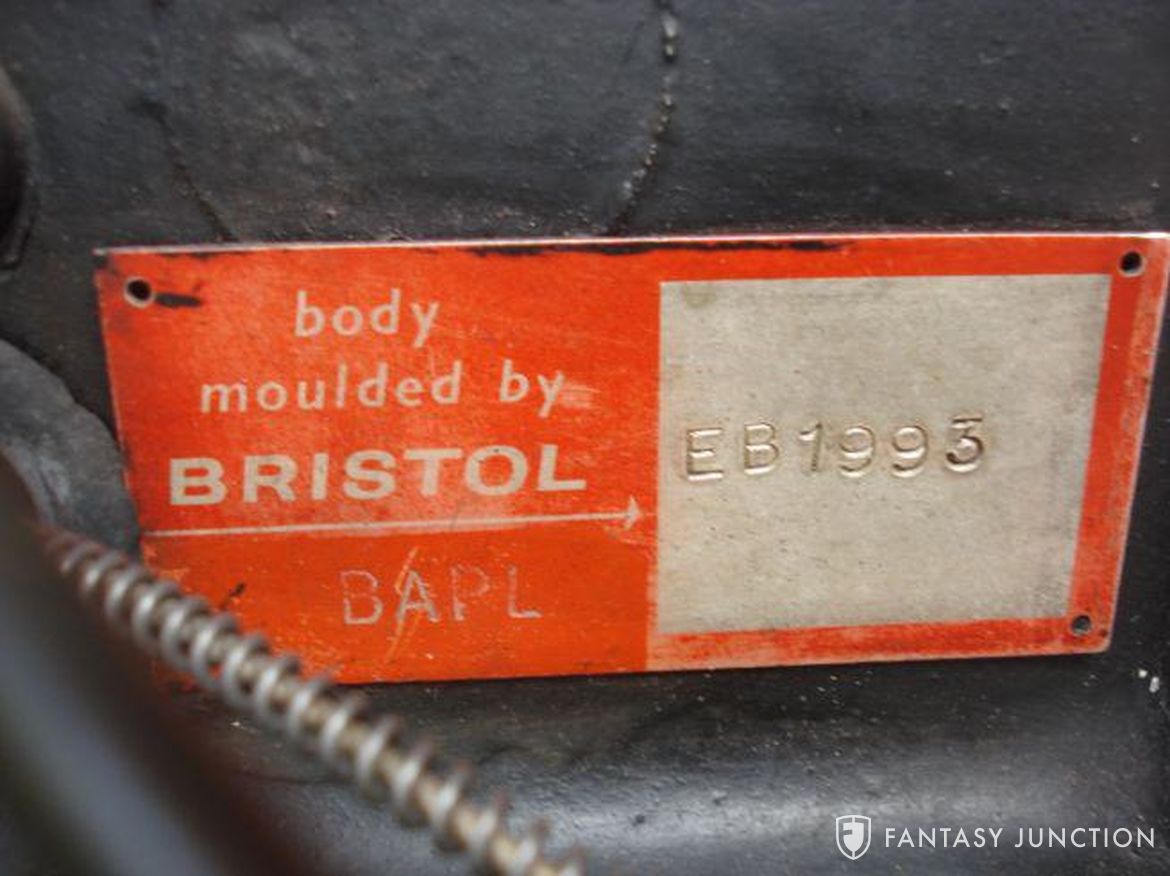 body
moulded by
BRISTOL
BAPL
EB1993
FANTASY JUNCTION